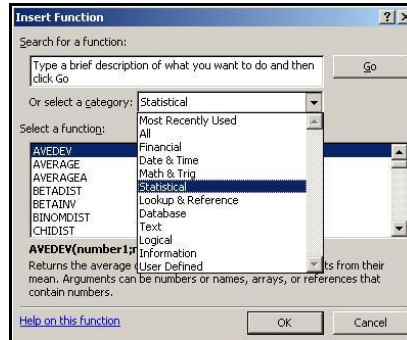 Insert Function
Search for a function:
Type a brief description of what you want to do and then
click Go
Go
Or select a category: Statistical
Most Recently Used
All
Financial
Date & Time
Math & Trig
Statistical
Lookup & Reference
Database
Text
Logical
Information
User Defined
Select a function:
AVEDEV
AVERAGE
AVERAGEA
BETADIST
BETAINV
BINOMDIST
CHIDIST
AVEDEV(number1;
Returns the average ts from their
mean. Arguments can be numbers or names, arrays, or references that
contain numbers.
Help on this function
OK
Cancel